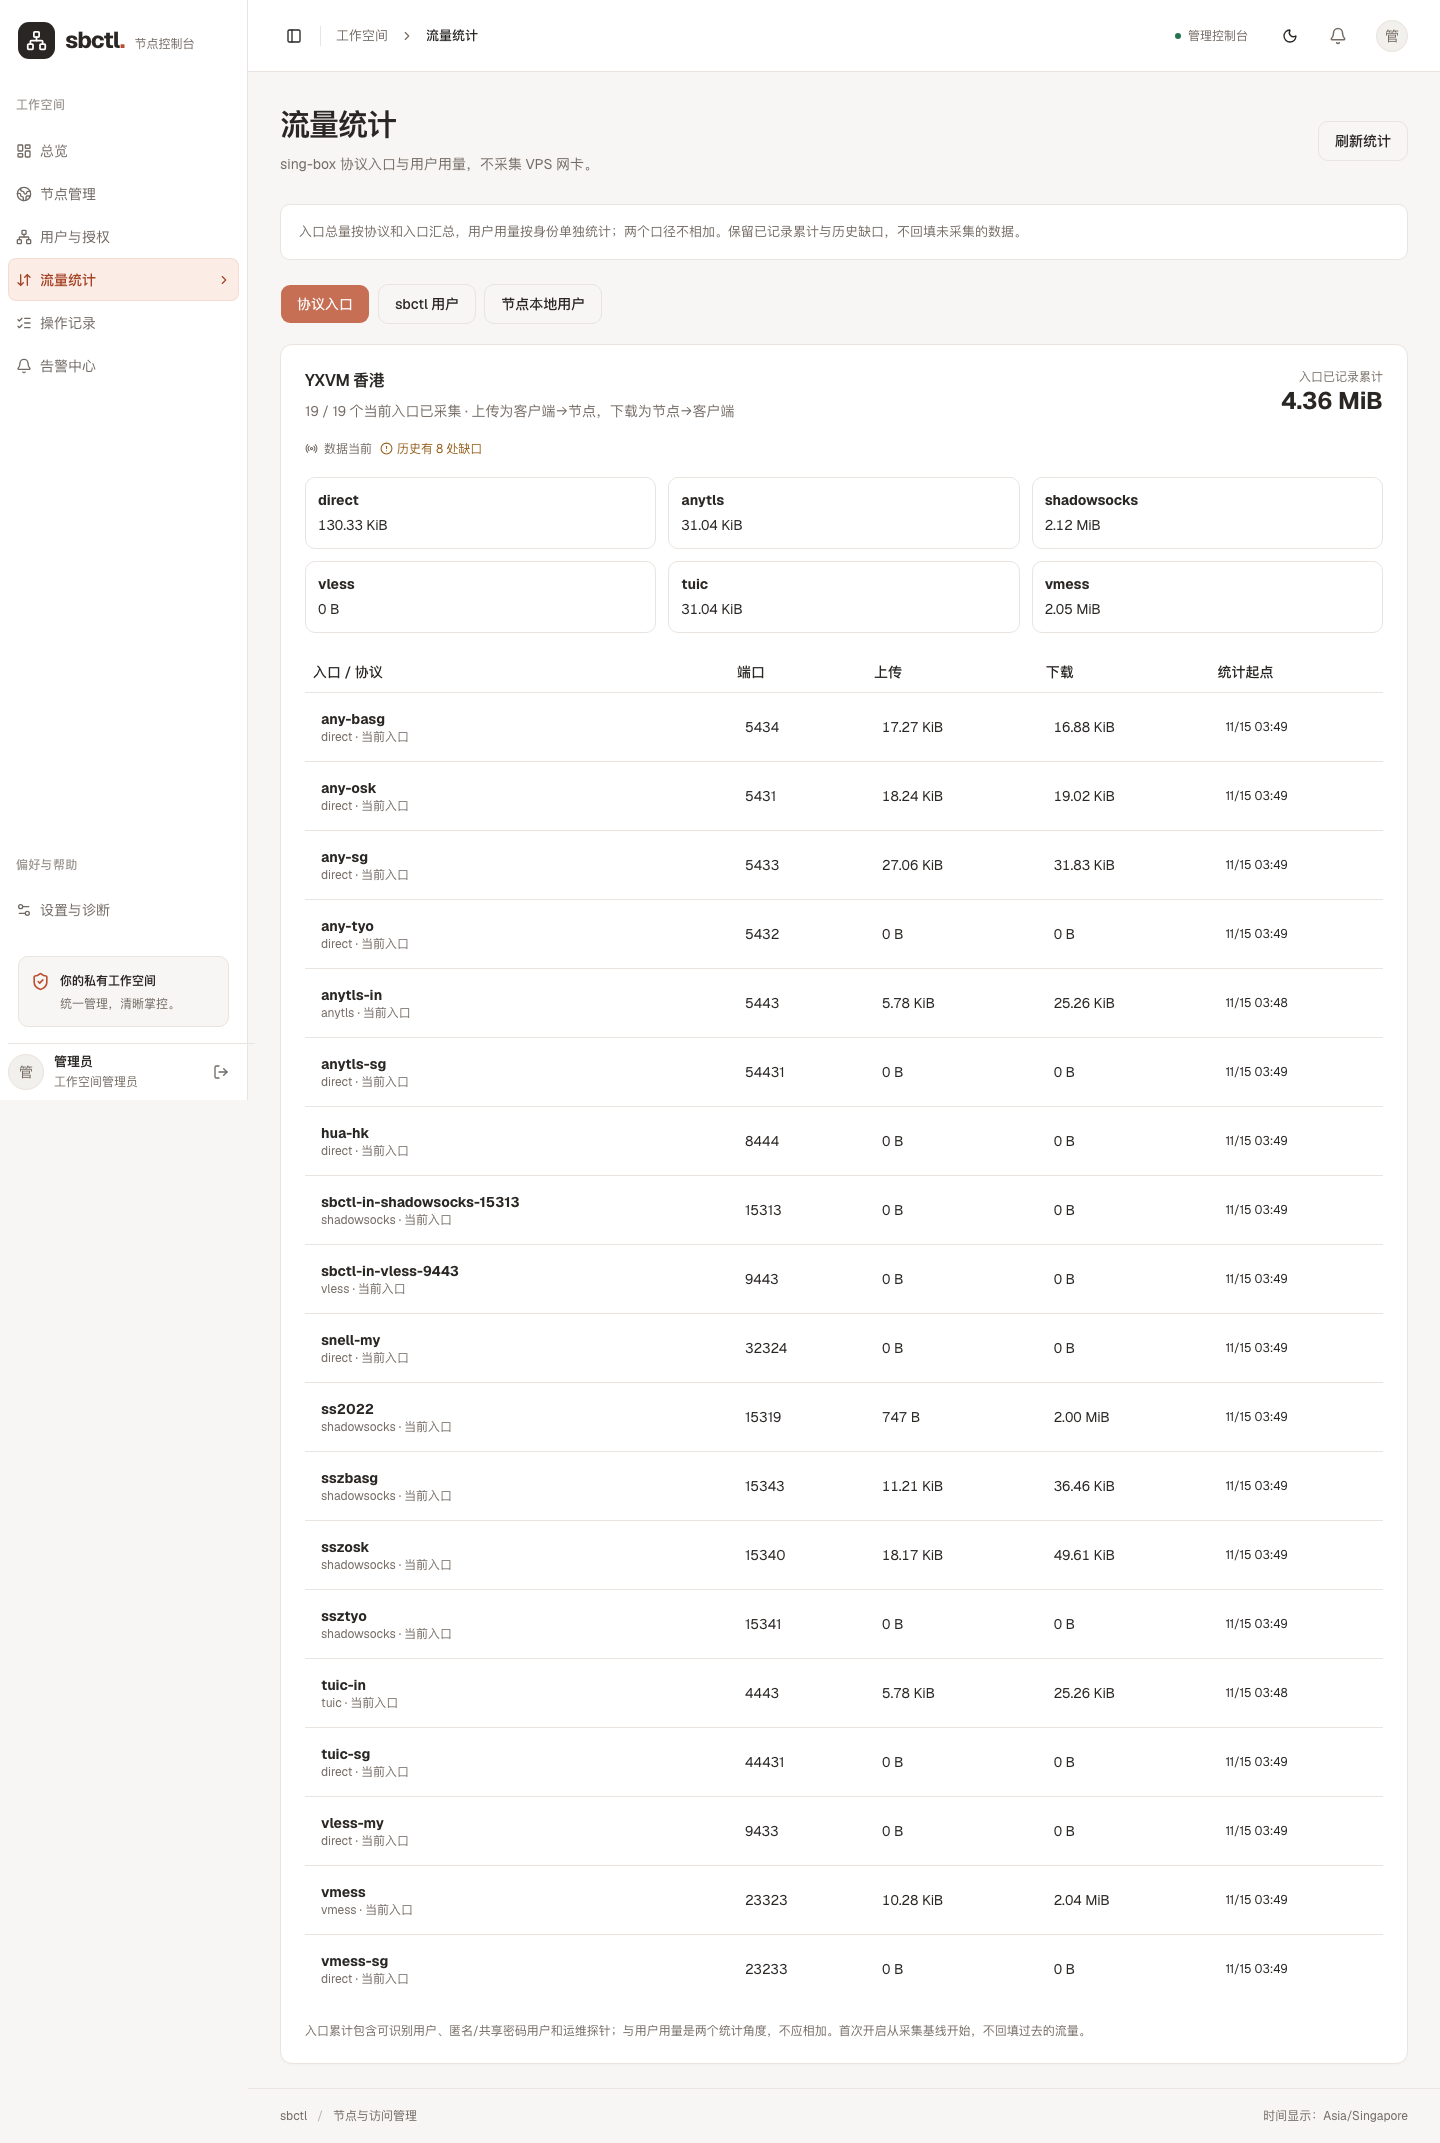 sbctl. 节点控制台
工作空间
总览
节点管理
用户与授权
流量统计
操作记录
告警中心
偏好与帮助
设置与诊断
你的私有工作空间
统一管理，清晰掌控。
管
管理员
工作空间管理员
工作空间 流量统计
管理控制台
管
流量统计
sing-box 协议入口与用户用量，不采集 VPS 网卡。
刷新统计
入口总量按协议和入口汇总，用户用量按身份单独统计；两个口径不相加。保留已记录累计与历史缺口，不回填未采集的数据。
协议入口 sbctl 用户 节点本地用户
YXVM 香港
19 / 19 个当前入口已采集 · 上传为客户端→节点，下载为节点→客户端
入口已记录累计
4.36 MiB
数据当前 历史有 8 处缺口
direct
130.33 KiB
anytls
31.04 KiB
shadowsocks
2.12 MiB
vless
0 B
tuic
31.04 KiB
vmess
2.05 MiB
入口 / 协议 端口 上传 下载 统计起点
any-basg
direct · 当前入口
5434 17.27 KiB 16.88 KiB 11/15 03:49
any-osk
direct · 当前入口
5431 18.24 KiB 19.02 KiB 11/15 03:49
any-sg
direct · 当前入口
5433 27.06 KiB 31.83 KiB 11/15 03:49
any-tyo
direct · 当前入口
5432 0 B 0 B 11/15 03:49
anytls-in
anytls · 当前入口
5443 5.78 KiB 25.26 KiB 11/15 03:48
anytls-sg
direct · 当前入口
54431 0 B 0 B 11/15 03:49
hua-hk
direct · 当前入口
8444 0 B 0 B 11/15 03:49
sbctl-in-shadowsocks-15313
shadowsocks · 当前入口
15313 0 B 0 B 11/15 03:49
sbctl-in-vless-9443
vless · 当前入口
9443 0 B 0 B 11/15 03:49
snell-my
direct · 当前入口
32324 0 B 0 B 11/15 03:49
ss2022
shadowsocks · 当前入口
15319 747 B 2.00 MiB 11/15 03:49
sszbasg
shadowsocks · 当前入口
15343 11.21 KiB 36.46 KiB 11/15 03:49
sszosk
shadowsocks · 当前入口
15340 18.17 KiB 49.61 KiB 11/15 03:49
ssztyo
shadowsocks · 当前入口
15341 0 B 0 B 11/15 03:49
tuic-in
tuic · 当前入口
4443 5.78 KiB 25.26 KiB 11/15 03:48
tuic-sg
direct · 当前入口
44431 0 B 0 B 11/15 03:49
vless-my
direct · 当前入口
9433 0 B 0 B 11/15 03:49
vmess
vmess · 当前入口
23323 10.28 KiB 2.04 MiB 11/15 03:49
vmess-sg
direct · 当前入口
23233 0 B 0 B 11/15 03:49
入口累计包含可识别用户、匿名/共享密码用户和运维探针；与用户用量是两个统计角度，不应相加。首次开启从采集基线开始，不回填过去的流量。
sbctl / 节点与访问管理
时间显示：Asia/Singapore